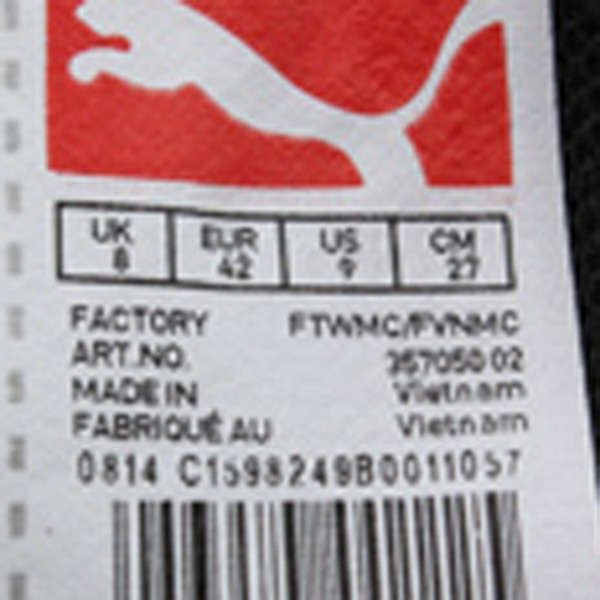 UK EUR US CM
8 42 9 27
FACTORY FTWMC/FVNMC
ART.NO. 357050 02
MADE IN Vietnam
FABRIQUÉ AU Vietnam
0814 C1598249B0011057